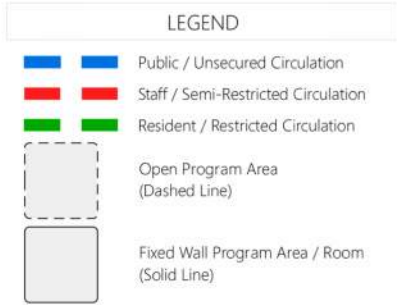 LEGEND
Public / Unsecured Circulation
Staff / Semi-Restricted Circulation
Resident / Restricted Circulation
Open Program Area
(Dashed Line)
Fixed Wall Program Area / Room
(Solid Line)